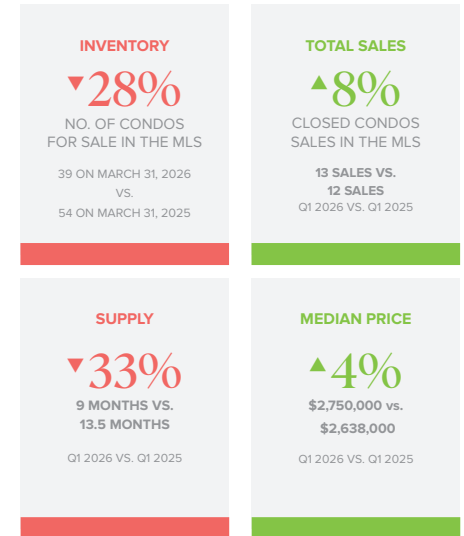 INVENTORY
▼28%
NO. OF CONDOS
FOR SALE IN THE MLS
39 ON MARCH 31, 2026
VS.
54 ON MARCH 31, 2025
TOTAL SALES
▲8%
CLOSED CONDOS
SALES IN THE MLS
13 SALES VS.
12 SALES
Q1 2026 VS. Q1 2025
SUPPLY
▼33%
9 MONTHS VS.
13.5 MONTHS
Q1 2026 VS. Q1 2025
MEDIAN PRICE
▲4%
$2,750,000 vs.
$2,638,000
Q1 2026 VS. Q1 2025